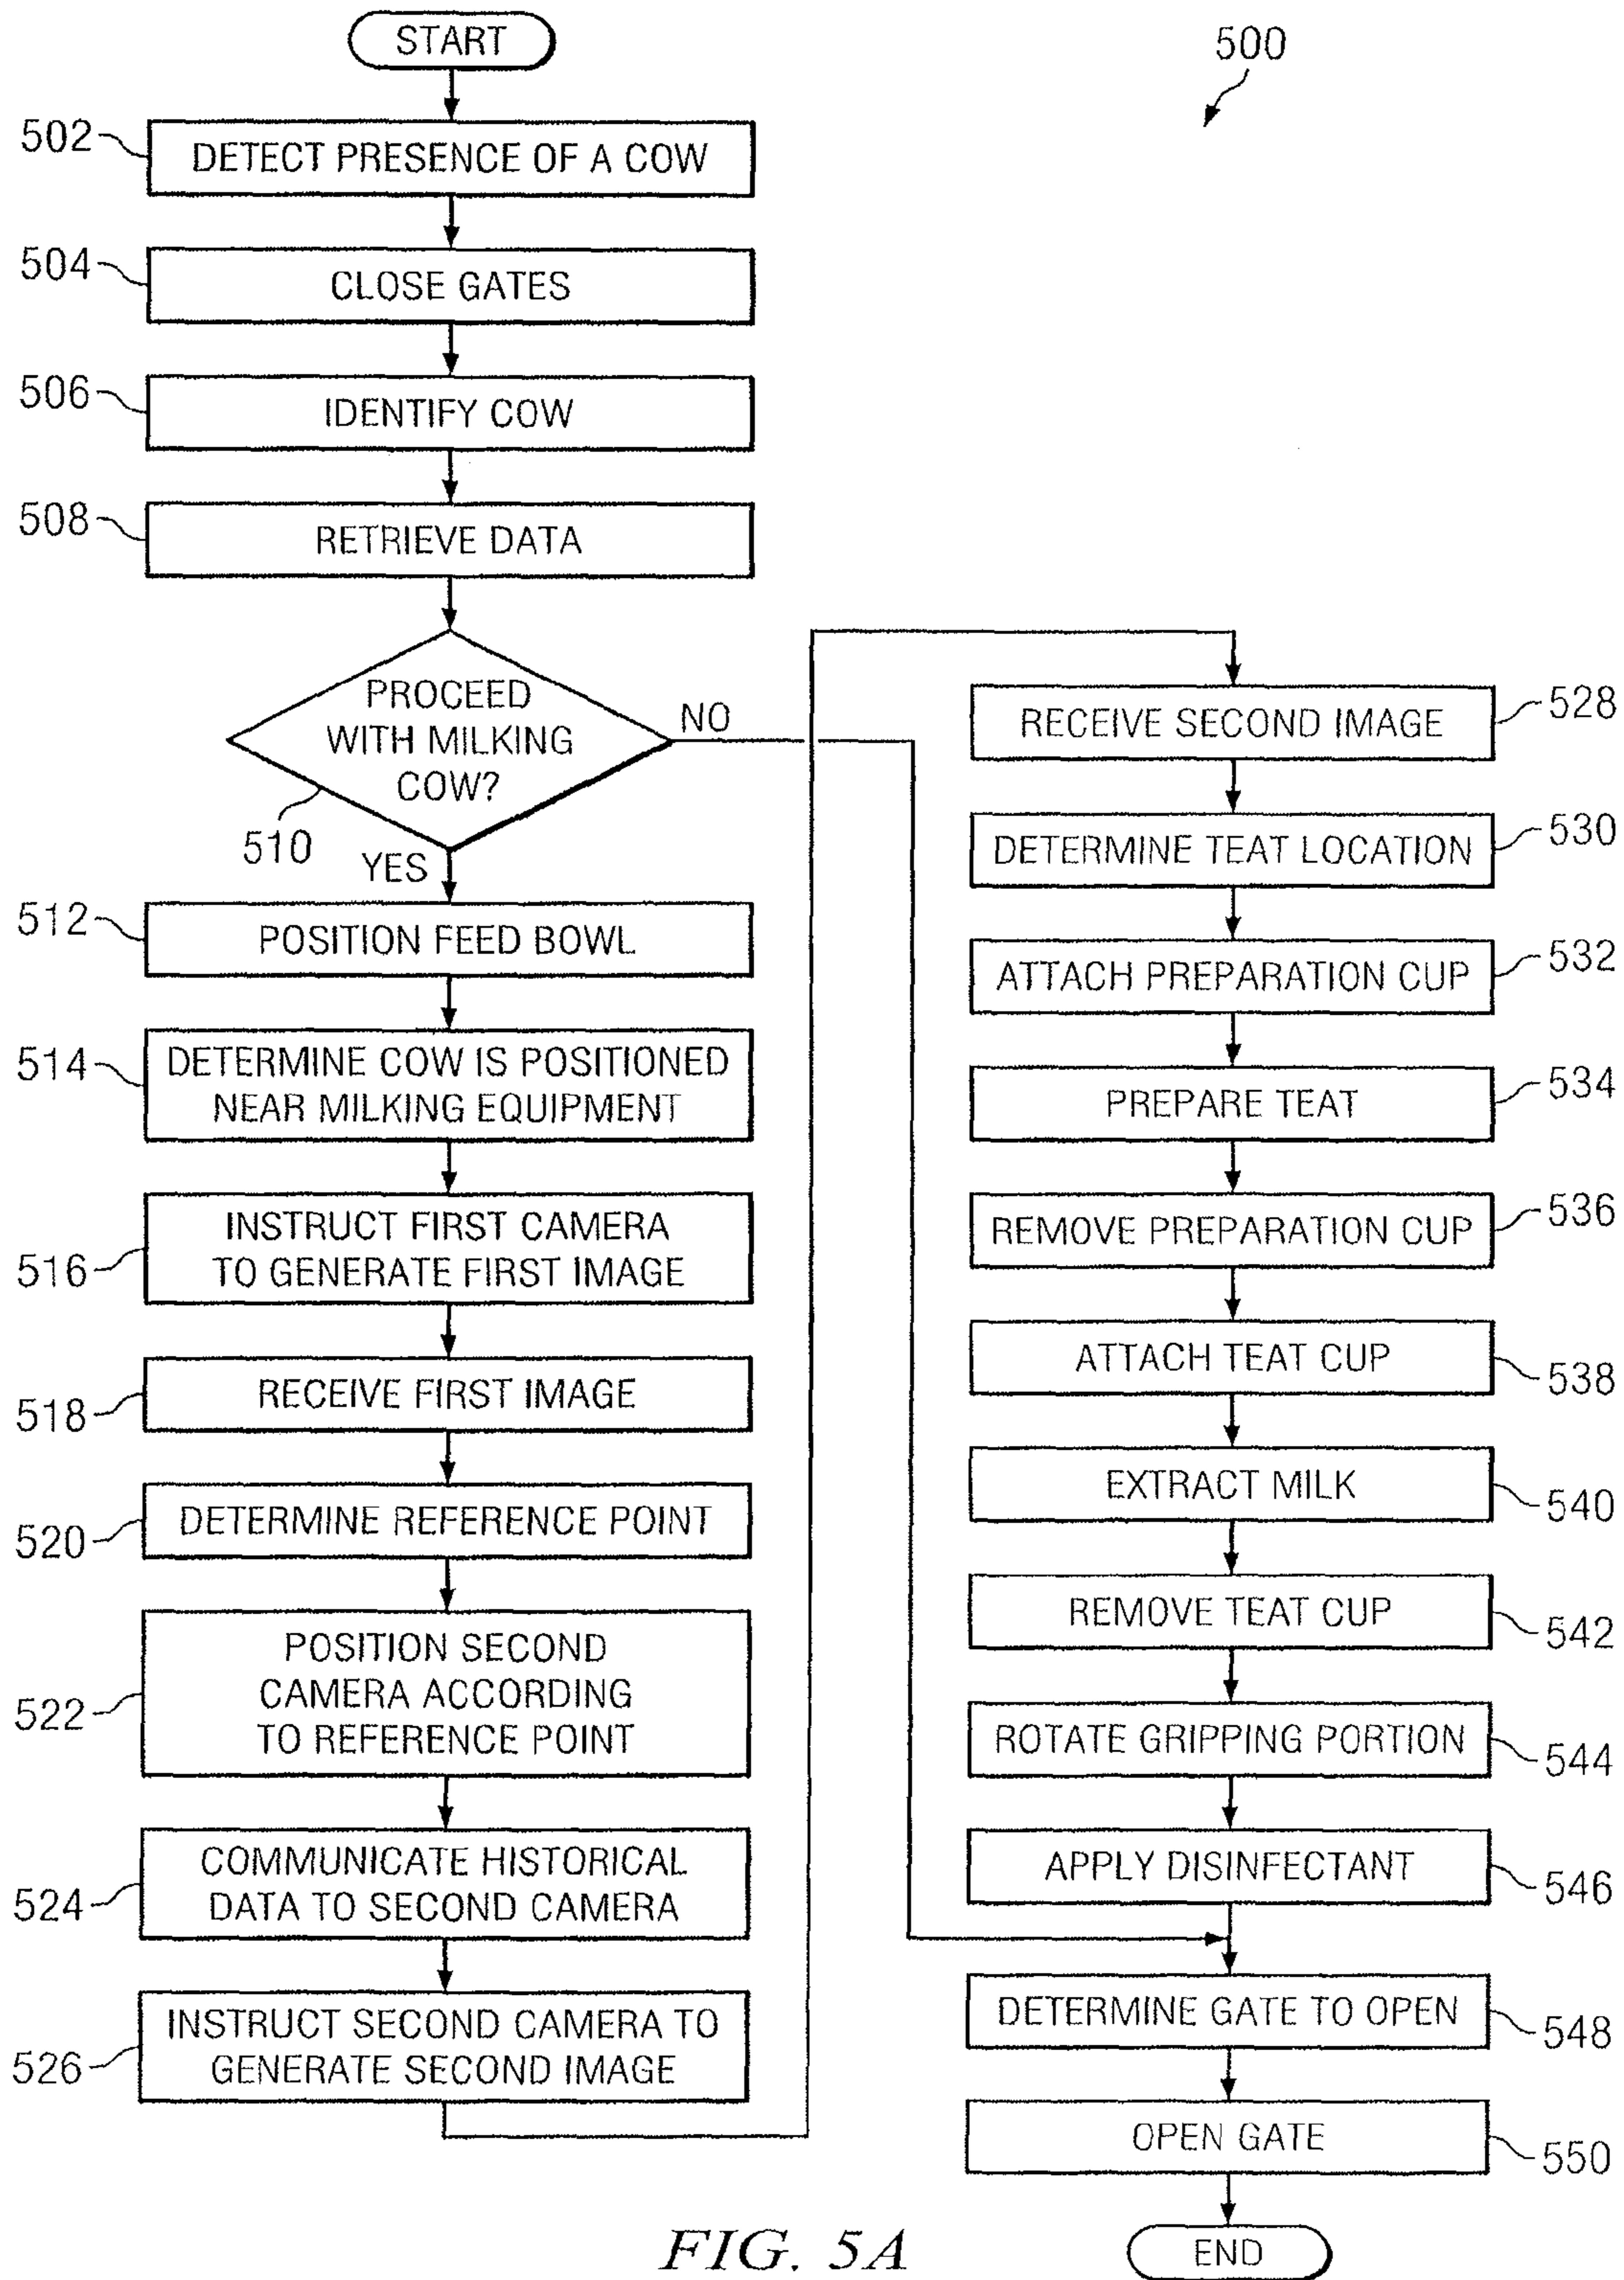 START
500
502
DETECT PRESENCE OF A COW
504
CLOSE GATES
506
IDENTIFY COW
508
RETRIEVE DATA
PROCEED
WITH MILKING
COW?
NO
510
YES
512
POSITION FEED BOWL
514
DETERMINE COW IS POSITIONED
NEAR MILKING EQUIPMENT
516
INSTRUCT FIRST CAMERA
TO GENERATE FIRST IMAGE
518
RECEIVE FIRST IMAGE
520
DETERMINE REFERENCE POINT
522
POSITION SECOND
CAMERA ACCORDING
TO REFERENCE POINT
524
COMMUNICATE HISTORICAL
DATA TO SECOND CAMERA
526
INSTRUCT SECOND CAMERA TO
GENERATE SECOND IMAGE
RECEIVE SECOND IMAGE
528
DETERMINE TEAT LOCATION
530
ATTACH PREPARATION CUP
532
PREPARE TEAT
534
REMOVE PREPARATION CUP
536
ATTACH TEAT CUP
538
EXTRACT MILK
540
REMOVE TEAT CUP
542
ROTATE GRIPPING PORTION
544
APPLY DISINFECTANT
546
DETERMINE GATE TO OPEN
548
OPEN GATE
550
END
FIG. 5A